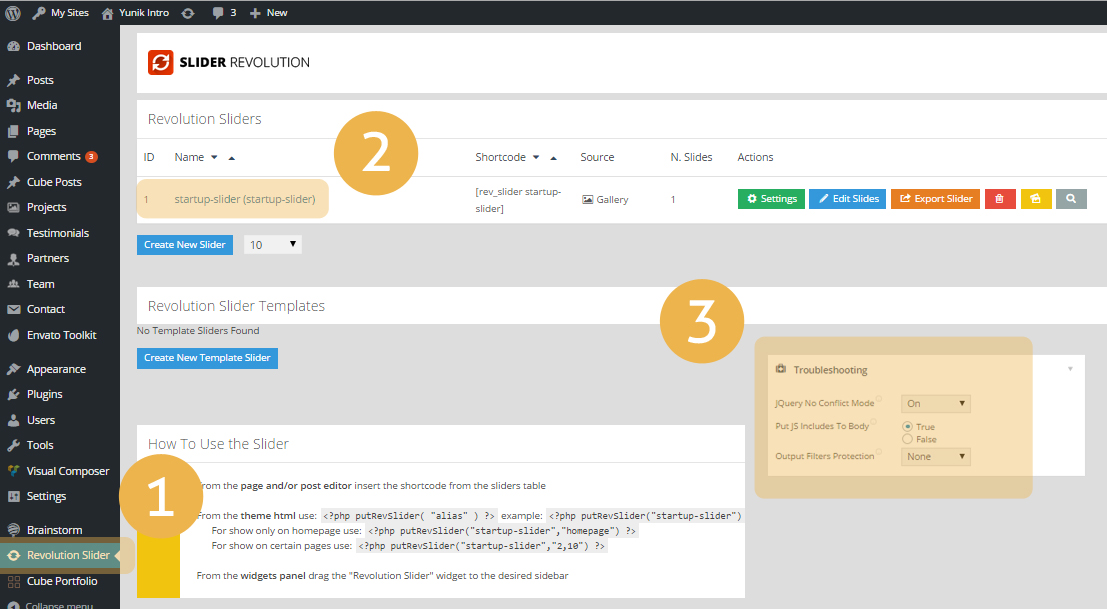 My Sites Yunik Intro 3 New
Dashboard
Posts
Media
Pages
Comments 3
Cube Posts
Projects
Testimonials
Partners
Team
Contact
Envato Toolkit
Appearance
Plugins
Users
Tools
Visual Composer
Settings
Brainstorm
Revolution Slider
Cube Portfolio
Collapse menu
1
SLIDER REVOLUTION
Revolution Sliders
2
ID Name Shortcode Source N. Slides Actions
1 startup-slider (startup-slider) [rev_slider startup-
slider] Gallery 1 Settings Edit Slides Export Slider
Create New Slider 10
Revolution Slider Templates
No Template Sliders Found
Create New Template Slider
3
Troubleshooting
JQuery No Conflict Mode On
Put JS Includes To Body True
False
Output Filters Protection None
How To Use the Slider
From the page and/or post editor insert the shortcode from the sliders table
From the theme html use: <?php putRevSlider( "alias" ) ?> example: <?php putRevSlider("startup-slider")
For show only on homepage use: <?php putRevSlider("startup-slider","homepage") ?>
For show on certain pages use: <?php putRevSlider("startup-slider","2,10") ?>
From the widgets panel drag the "Revolution Slider" widget to the desired sidebar